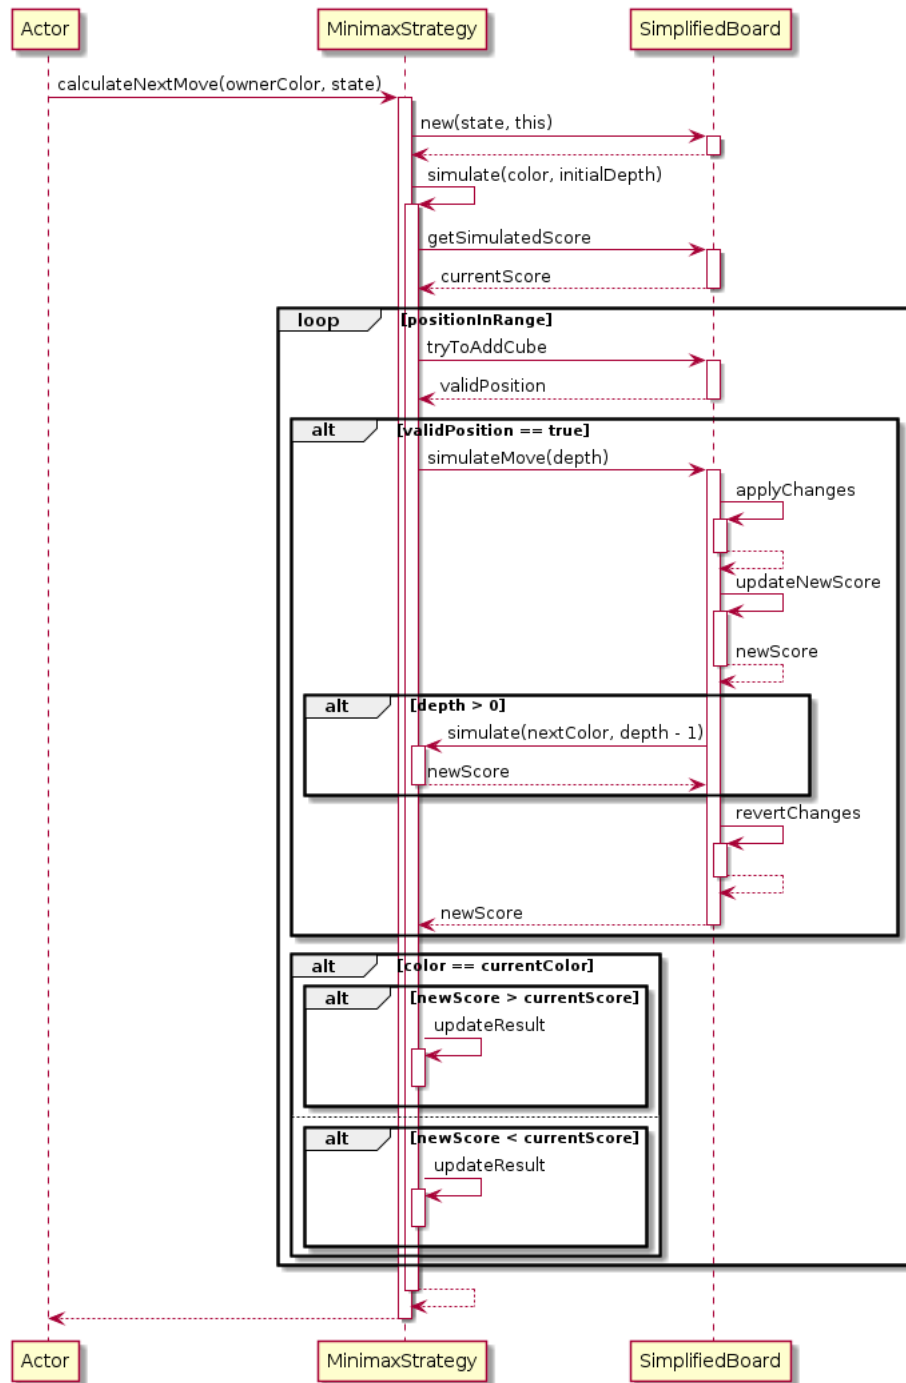 Actor
MinimaxStrategy
SimplifiedBoard
calculateNextMove(ownerColor, state)
new(state, this)
simulate(color, initialDepth)
getSimulatedScore
currentScore
loop
[positionInRange]
tryToAddCube
validPosition
alt
[validPosition == true]
simulateMove(depth)
applyChanges
updateNewScore
newScore
alt
[depth > 0]
simulate(nextColor, depth - 1)
newScore
revertChanges
newScore
alt
[color == currentColor]
alt
[newScore > currentScore]
updateResult
alt
[newScore < currentScore]
updateResult
Actor
MinimaxStrategy
SimplifiedBoard